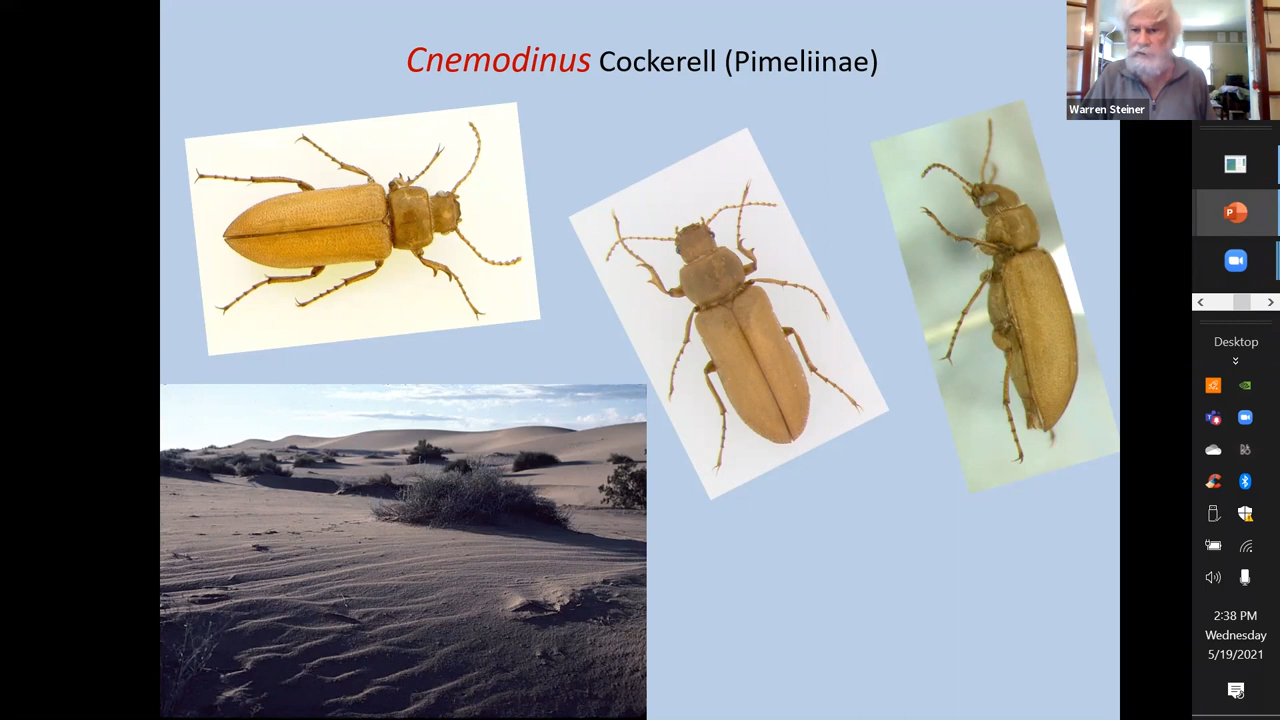 Cnemodinus Cockerell (Pimeliinae)
Warren Steiner
Desktop
2:38 PM
Wednesday
5/19/2021